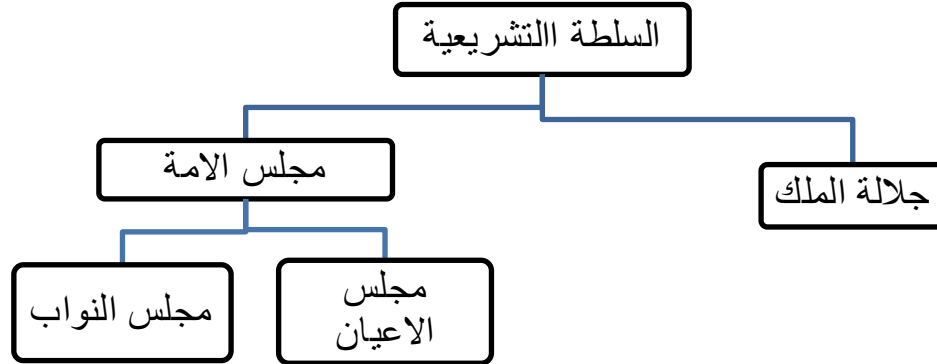 السلطة االتشريعية
مجلس الامة
جلالة الملك
مجلس النواب
مجلس
الاعيان